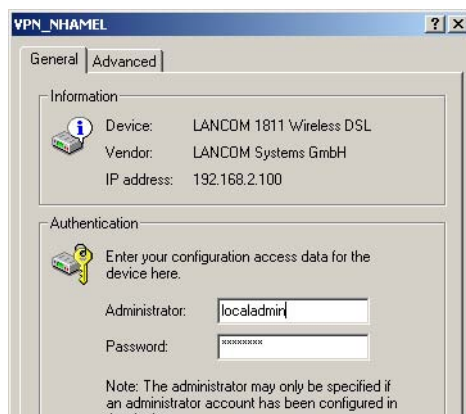 VPN_NHAMEL
General Advanced
Information
Device: LANCOM 1811 Wireless DSL
Vendor: LANCOM Systems GmbH
IP address: 192.168.2.100
Authentication
Enter your configuration access data for the
device here.
Administrator: localadmin
Password: xxxxxxxx
Note: The administrator may only be specified if
an administrator account has been configured in